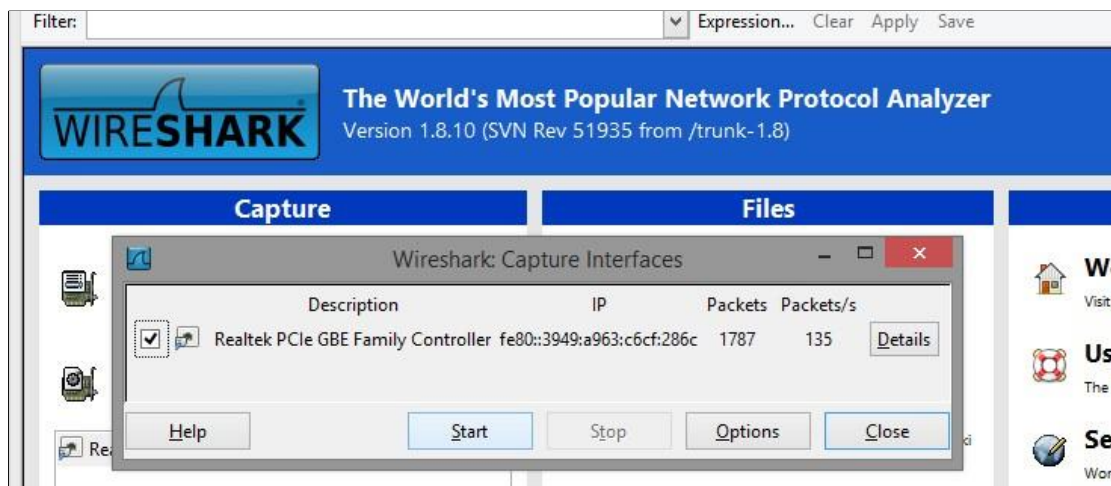 Filter: Expression... Clear Apply Save
WIRESHARK
The World's Most Popular Network Protocol Analyzer
Version 1.8.10 (SVN Rev 51935 from /trunk-1.8)
Capture
Files
Wireshark: Capture Interfaces
Description IP Packets Packets/s
Realtek PCIe GBE Family Controller fe80::3949:a963:c6cf:286c 1787 135 Details
Help Start Stop Options Close
Visit
The